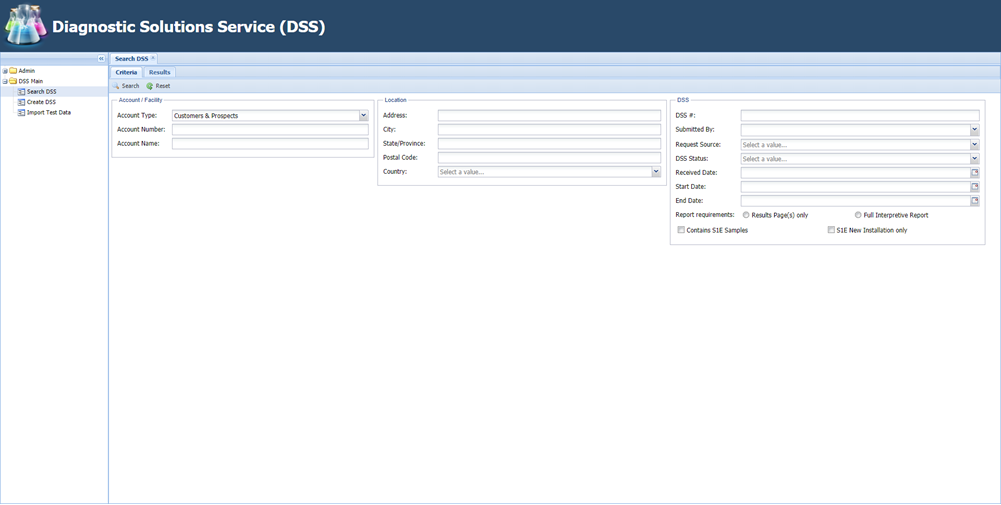 Diagnostic Solutions Service (DSS)
Admin
DSS Main
Search DSS
Create DSS
Import Test Data
Search DSS
Criteria Results
Search Reset
Account / Facility
Account Type: Customers & Prospects
Account Number:
Account Name:
Location
Address:
City:
State/Province:
Postal Code:
Country: Select a value...
DSS
DSS #:
Submitted By:
Request Source: Select a value...
DSS Status: Select a value...
Received Date:
Start Date:
End Date:
Report requirements: Results Page(s) only Full Interpretive Report
Contains S1E Samples S1E New Installation only